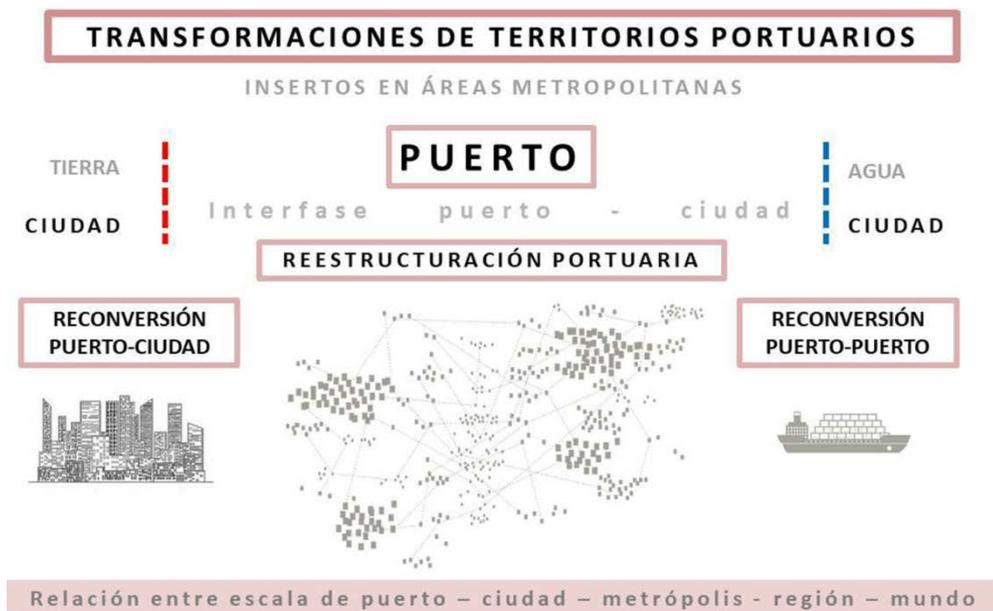 TRANSFORMACIONES DE TERRITORIOS PORTUARIOS
INSERTOS EN ÁREAS METROPOLITANAS
TIERRA
CIUDAD
PUERTO
Interfase puerto - ciudad
AGUA
CIUDAD
REESTRUCTURACIÓN PORTUARIA
RECONVERSIÓN
PUERTO-CIUDAD
RECONVERSIÓN
PUERTO-PUERTO
Relación entre escala de puerto – ciudad – metrópolis - región – mundo